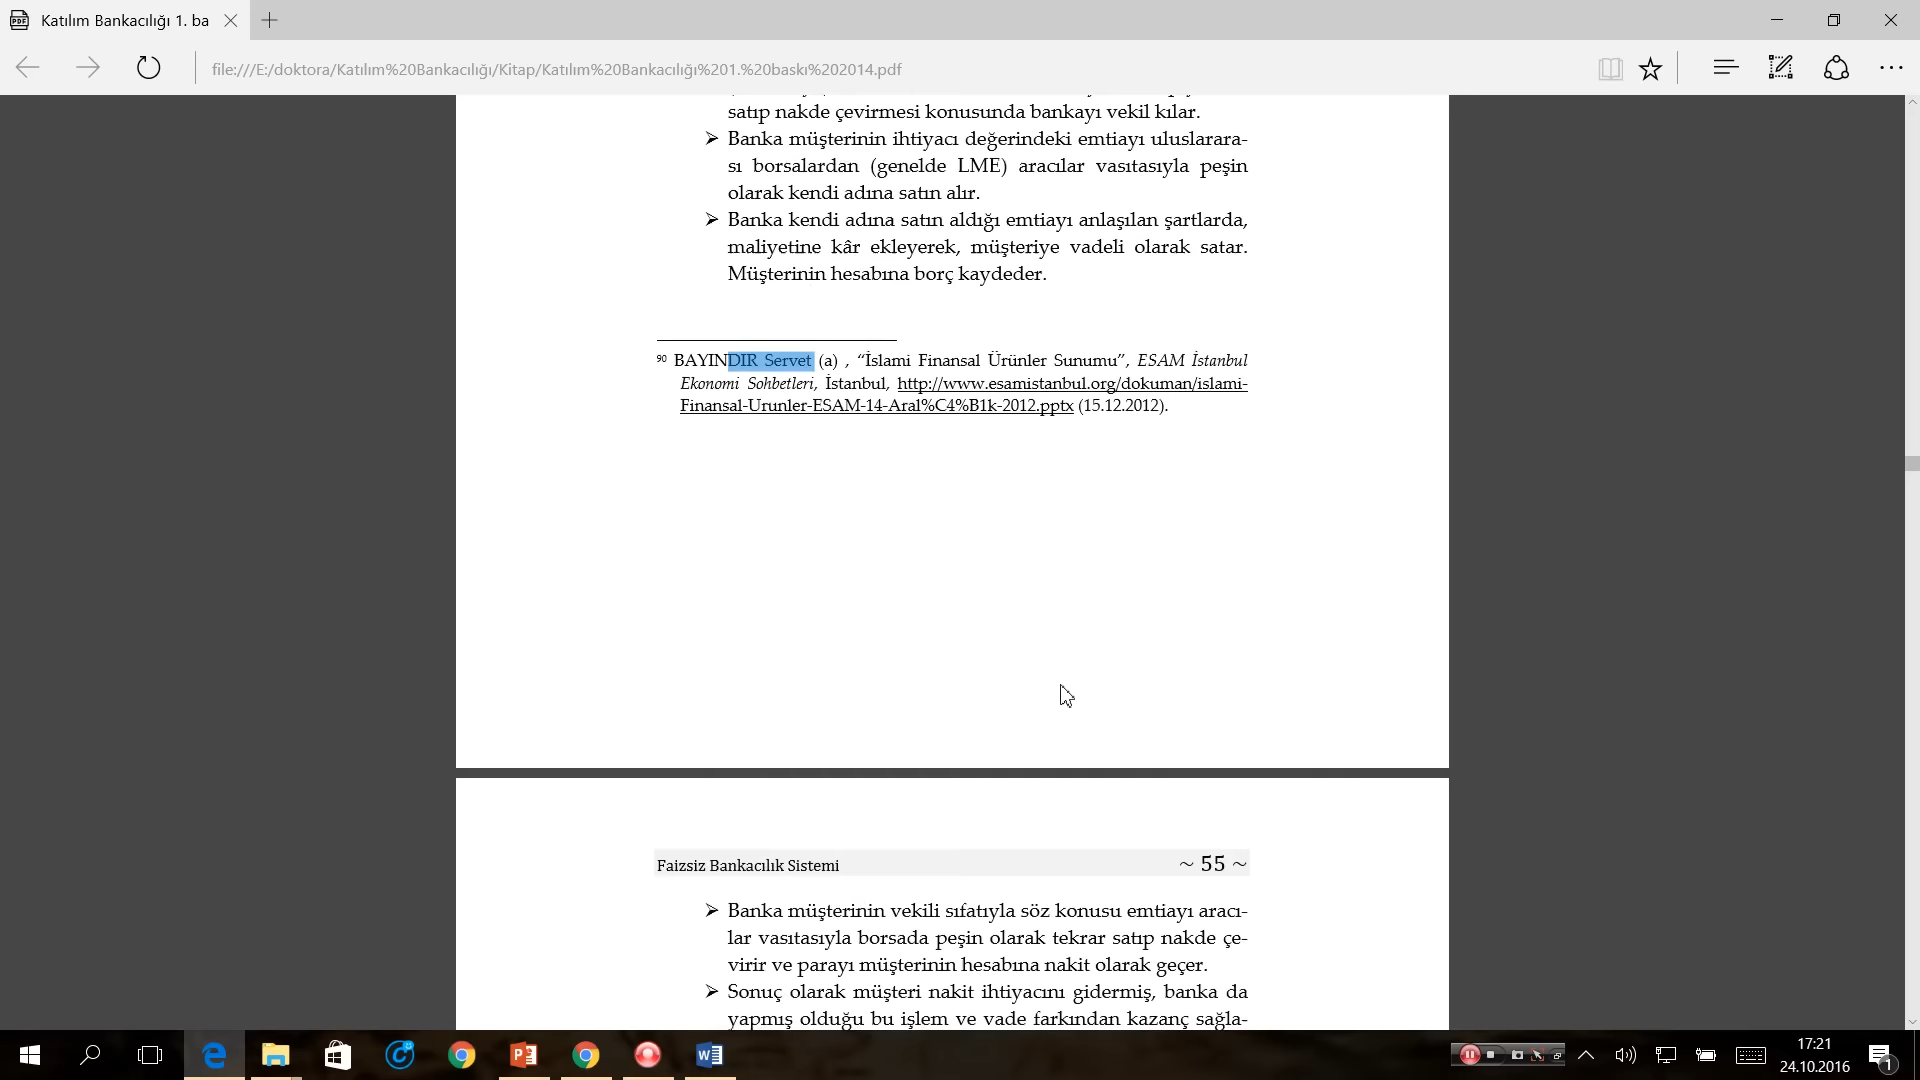 Katılım Bankacılığı 1. ba
file:///E:/doktora/Katılım%20Bankacılığı/Kitap/Katılım%20Bankacılığı%201.%20baskı%202014.pdf
satıp nakde çevirmesi konusunda bankayı vekil kılar.
➢ Banka müşterinin ihtiyacı değerindeki emtiayı uluslarara-
sı borsalardan (genelde LME) aracılar vasıtasıyla peşin
olarak kendi adına satın alır.
➢ Banka kendi adına satın aldığı emtiayı anlaşılan şartlarda,
maliyetine kâr ekleyerek, müşteriye vadeli olarak satar.
Müşterinin hesabına borç kaydeder.
90 BAYINDIR Servet (a) , “İslami Finansal Ürünler Sunumu”, ESAM İstanbul
Ekonomi Sohbetleri, İstanbul, http://www.esamistanbul.org/dokuman/islami-
Finansal-Urunler-ESAM-14-Aral%C4%B1k-2012.pptx (15.12.2012).
Faizsiz Bankacılık Sistemi ~ 55 ~
➢ Banka müşterinin vekili sıfatıyla söz konusu emtiayı aracı-
lar vasıtasıyla borsada peşin olarak tekrar satıp nakde çe-
virir ve parayı müşterinin hesabına nakit olarak geçer.
➢ Sonuç olarak müşteri nakit ihtiyacını gidermiş, banka da
yapmış olduğu bu işlem ve vade farkından kazanç sağla-
17:21
24.10.2016
1